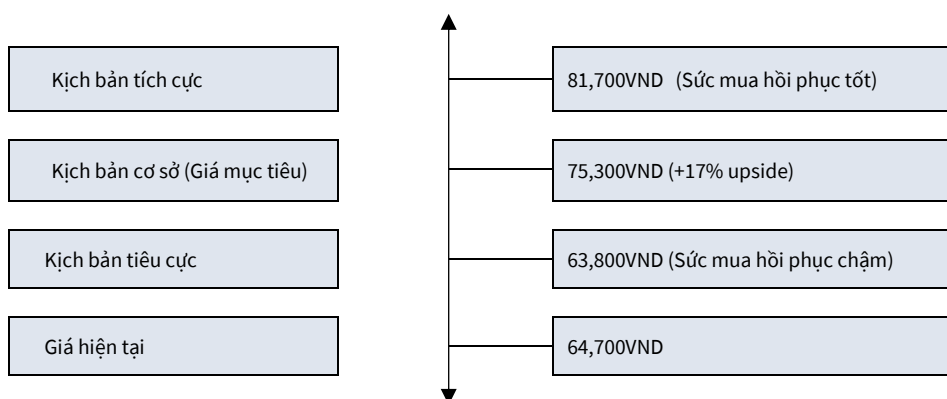 Kịch bản tích cực
81,700VND (Sức mua hồi phục tốt)
Kịch bản cơ sở (Giá mục tiêu)
75,300VND (+17% upside)
Kịch bản tiêu cực
63,800VND (Sức mua hồi phục chậm)
Giá hiện tại
64,700VND